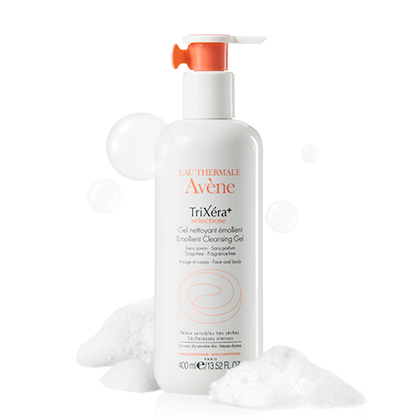 EAU THERMALE
Avène
TriXéra+
selectiose
Gel nettoyant émollient
Emollient Cleansing Gel
Sans savon • Sans parfum
Soap-free • Fragrance-free
Visage et corps • Face and body
Peaux sensibles très sèches
Sécheresses intenses
For very dry sensitive skin • Intense dryness
PARIS
400 ml e/13.52 FL.OZ